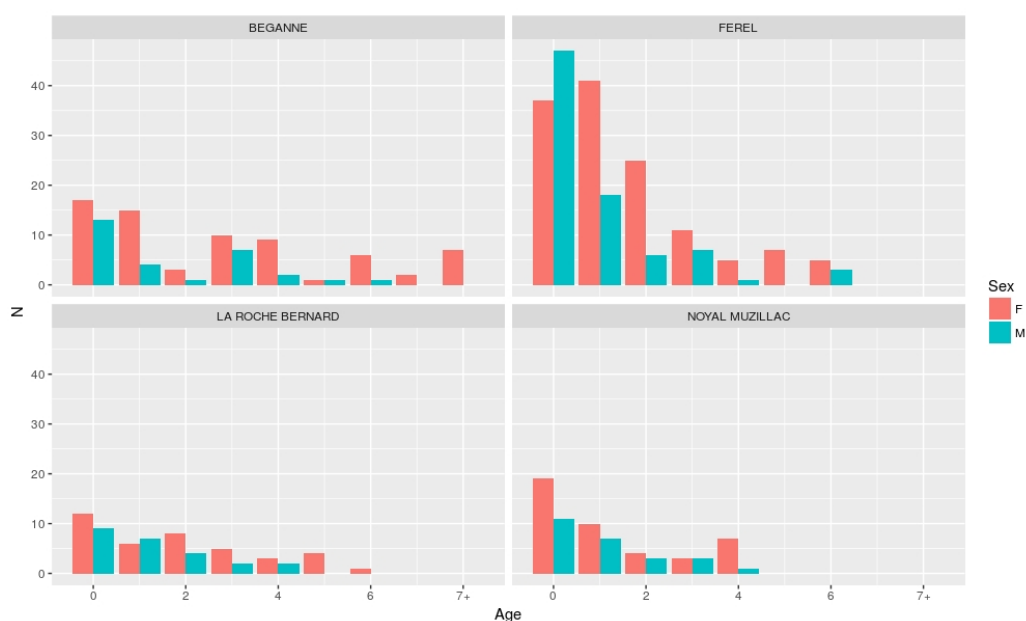 BEGANNE
FEREL
40
30
20
10
0
LA ROCHE BERNARD
NOYAL MUZILLAC
40
30
20
10
0
0 2 4 6 7+
0 2 4 6 7+
N
Age
Sex
F
M